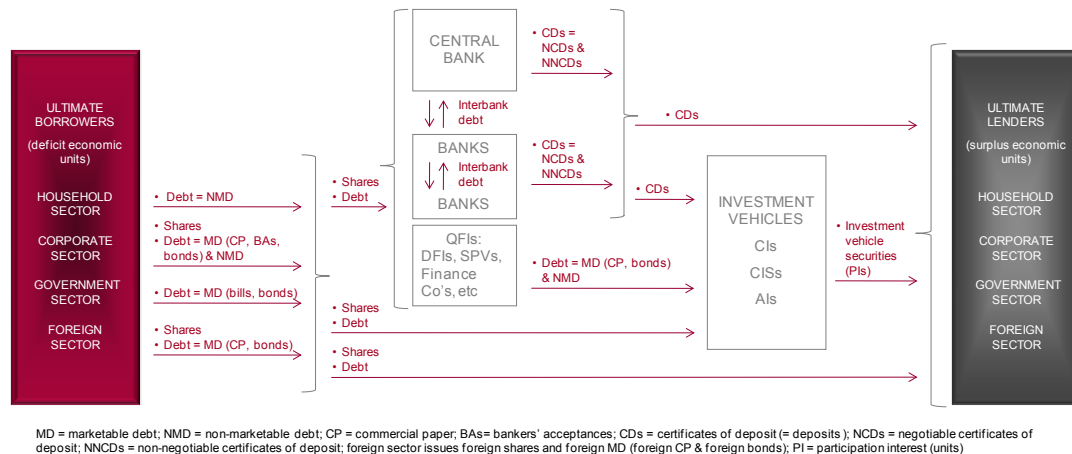 ULTIMATE
BORROWERS
(deficit economic
units)
HOUSEHOLD
SECTOR
CORPORATE
SECTOR
GOVERNMENT
SECTOR
FOREIGN
SECTOR
• Debt = NMD
• Shares
• Debt = MD (CP, BAs,
bonds) & NMD
• Debt = MD (bills, bonds)
• Shares
• Debt = MD (CP, bonds)
• Shares
• Debt
CENTRAL
BANK
Interbank
debt
BANKS
Interbank
debt
BANKS
QFIs:
DFIs, SPVs,
Finance
Co's, etc
• CDs =
NCDs &
NNCDs
• CDs =
NCDs &
NNCDs
• Debt = MD (CP, bonds)
& NMD
• Shares
• Debt
• Shares
• Debt
• CDs
• CDs
INVESTMENT
VEHICLES
CIs
CISs
AIs
• Investment
vehicle
securities
(PIs)
ULTIMATE
LENDERS
(surplus economic
units)
HOUSEHOLD
SECTOR
CORPORATE
SECTOR
GOVERNMENT
SECTOR
FOREIGN
SECTOR
MD = marketable debt; NMD = non-marketable debt; CP = commercial paper; BAs= bankers' acceptances; CDs = certificates of deposit (= deposits); NCDs = negotiable certificates of
deposit; NNCDs = non-negotiable certificates of deposit; foreign sector issues foreign shares and foreign MD (foreign CP & foreign bonds); PI = participation interest (units)